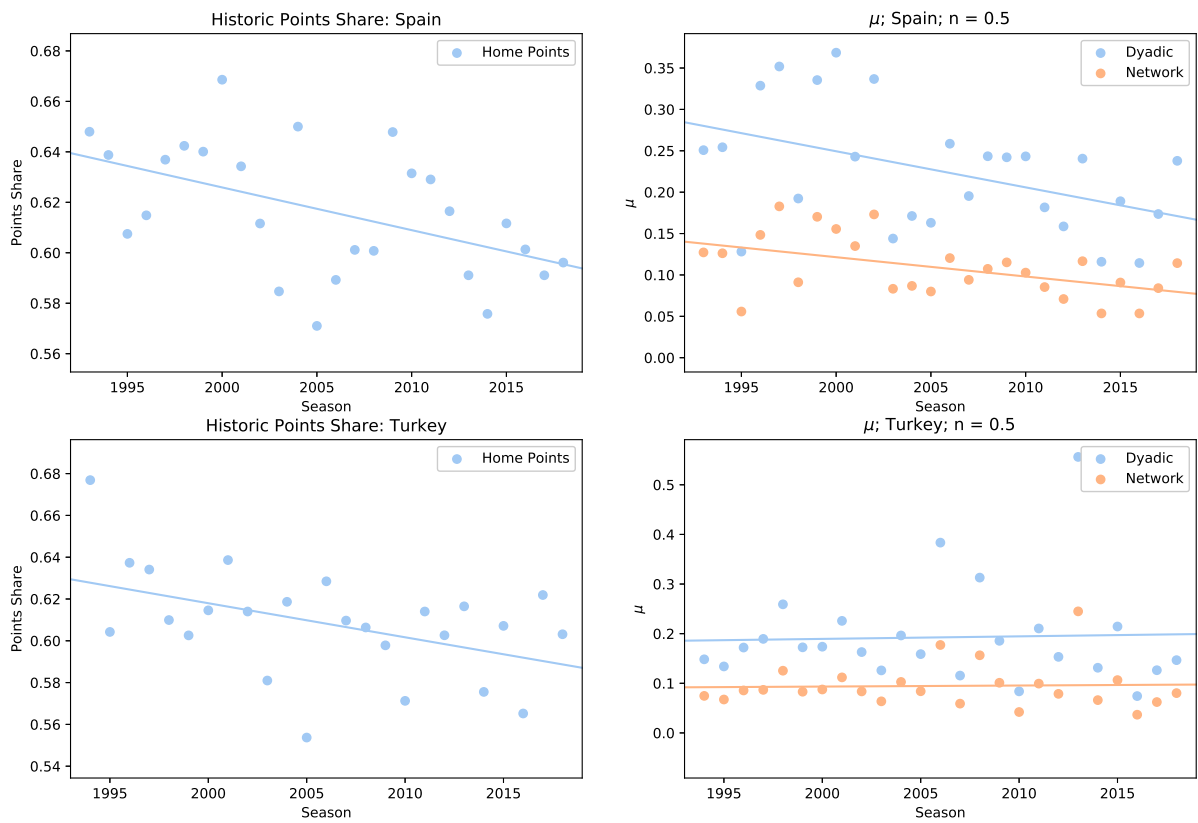 Historic Points Share: Spain
Home Points
Points Share
0.68
0.66
0.64
0.62
0.60
0.58
0.56
1995 2000 2005 2010 2015
Season
μ; Spain; n = 0.5
Dyadic
Network
μ
0.35
0.30
0.25
0.20
0.15
0.10
0.05
0.00
1995 2000 2005 2010 2015
Season
Historic Points Share: Turkey
Home Points
Points Share
0.68
0.66
0.64
0.62
0.60
0.58
0.56
0.54
1995 2000 2005 2010 2015
Season
μ; Turkey; n = 0.5
Dyadic
Network
μ
0.5
0.4
0.3
0.2
0.1
0.0
1995 2000 2005 2010 2015
Season